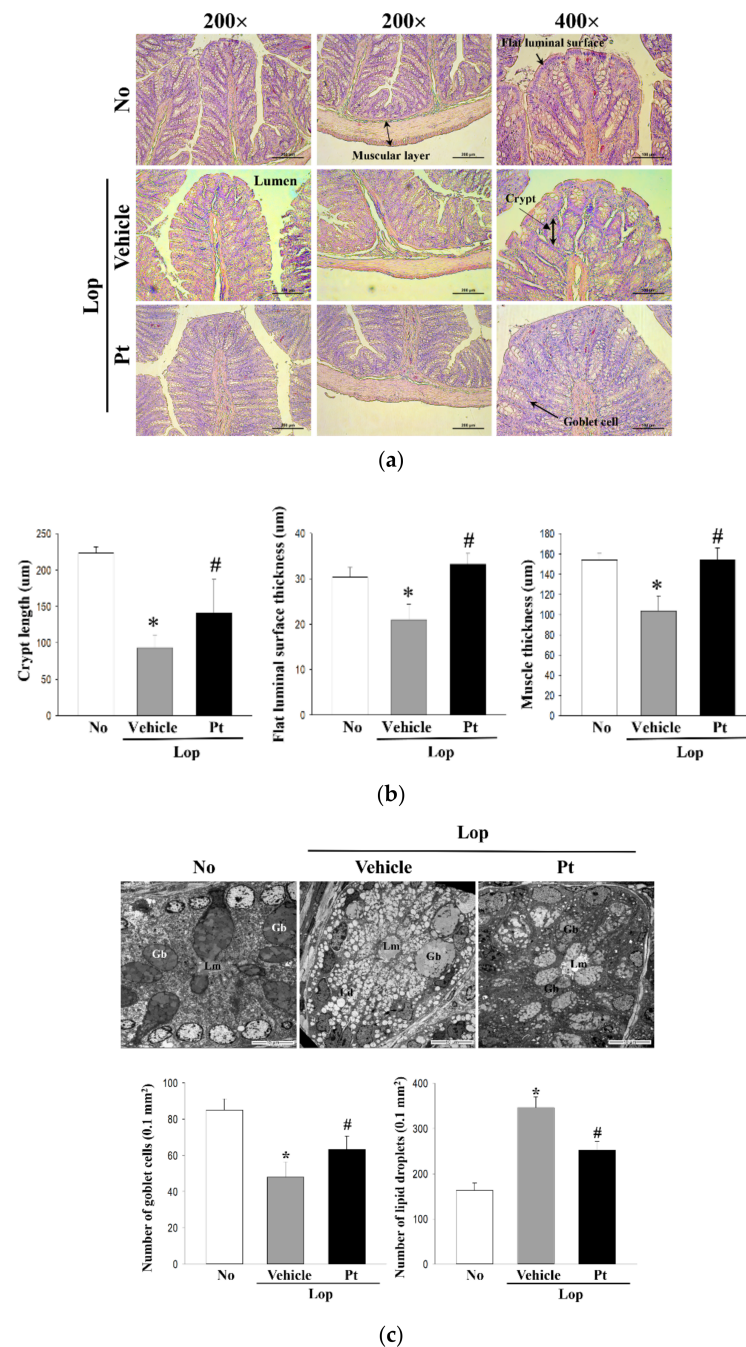 200× 200× 400×
No
Flat luminal surface
Muscular layer
Lop
Vehicle
Lumen
Crypt
Pt
Goblet cell
(a)
Crypt length (um)
250
200
150
100
50
0
*
#
No Vehicle Pt
Lop
Flat luminal surface thickness (um)
40
30
20
10
0
*
#
No Vehicle Pt
Lop
Muscle thickness (um)
180
160
140
120
100
80
60
40
20
0
*
#
No Vehicle Pt
Lop
(b)
Lop
No Vehicle Pt
Gb
Lm
Gb
Lm
Gb
Ld
Gb
Lm
Gb
Number of goblet cells (0.1 mm²)
100
80
60
40
20
0
*
#
No Vehicle Pt
Lop
Number of lipid droplets (0.1 mm²)
400
300
200
100
0
*
#
No Vehicle Pt
Lop
(c)